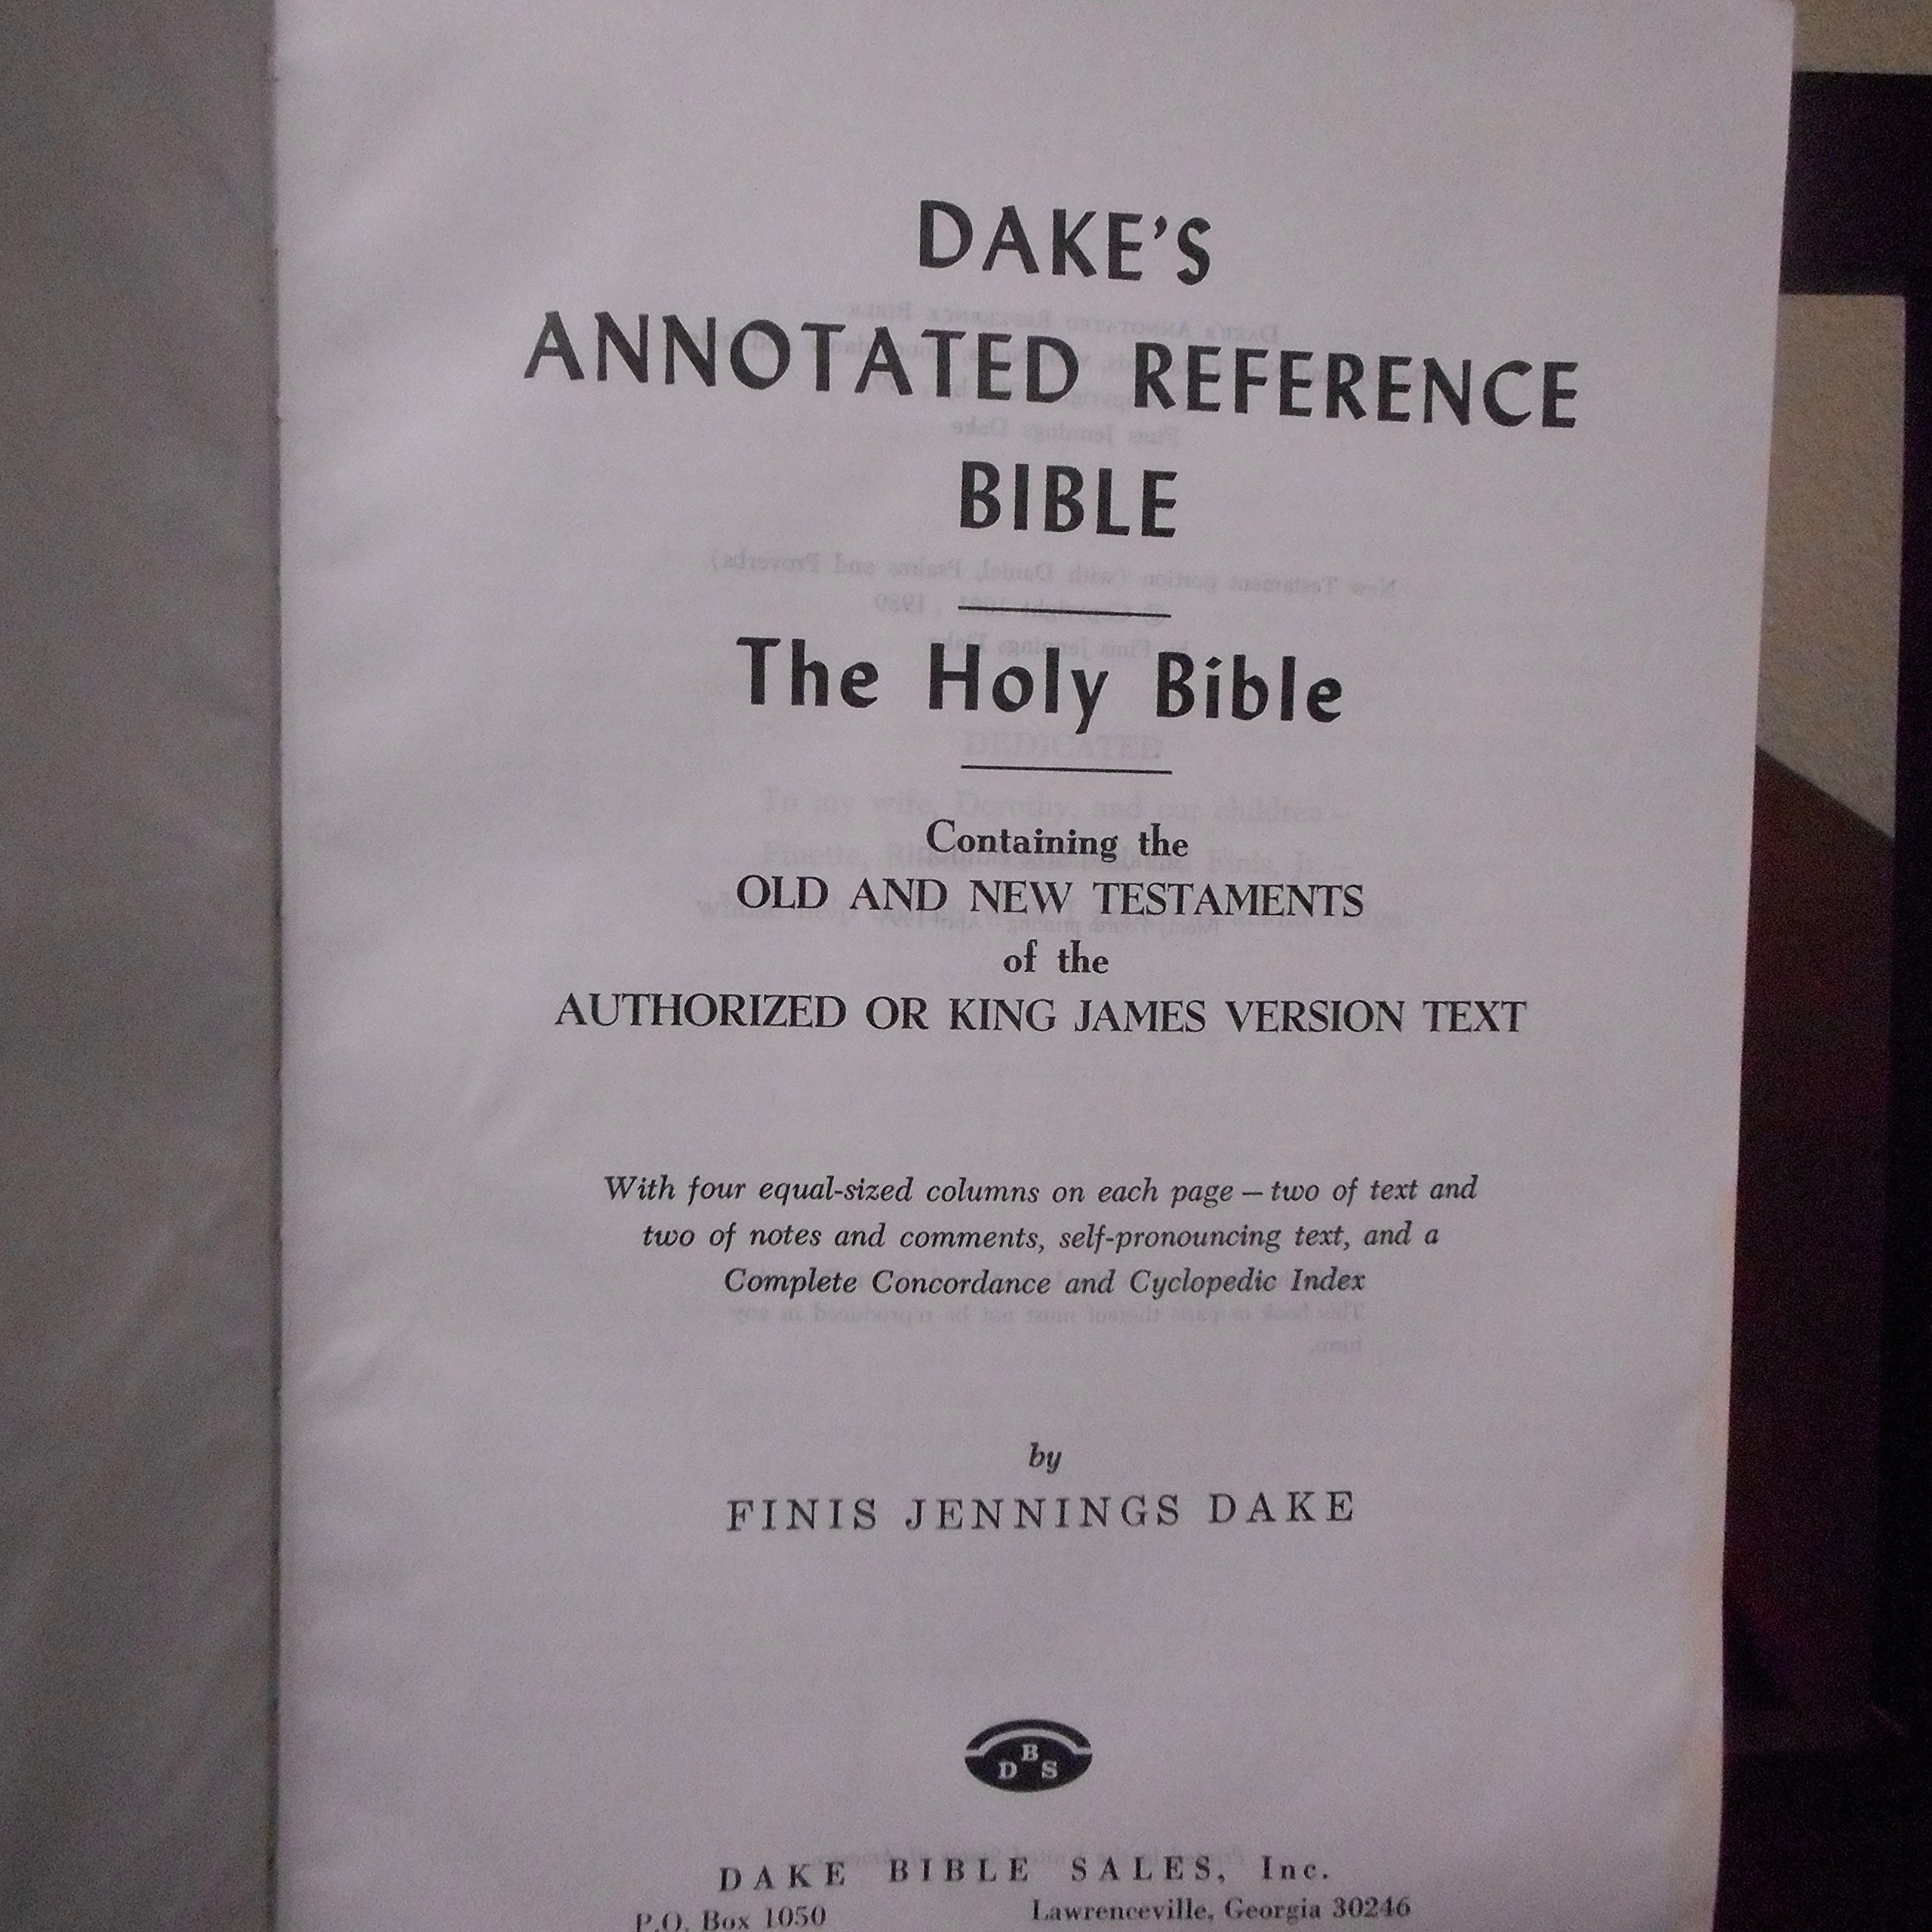 DAKE'S
ANNOTATED REFERENCE
BIBLE
The Holy Bible
Containing the
OLD AND NEW TESTAMENTS
of the
AUTHORIZED OR KING JAMES VERSION TEXT
With four equal-sized columns on each page — two of text and
two of notes and comments, self-pronouncing text, and a
Complete Concordance and Cyclopedic Index
by
FINIS JENNINGS DAKE
D B S
DAKE BIBLE SALES, Inc.
P.O. Box 1050 Lawrenceville, Georgia 30246